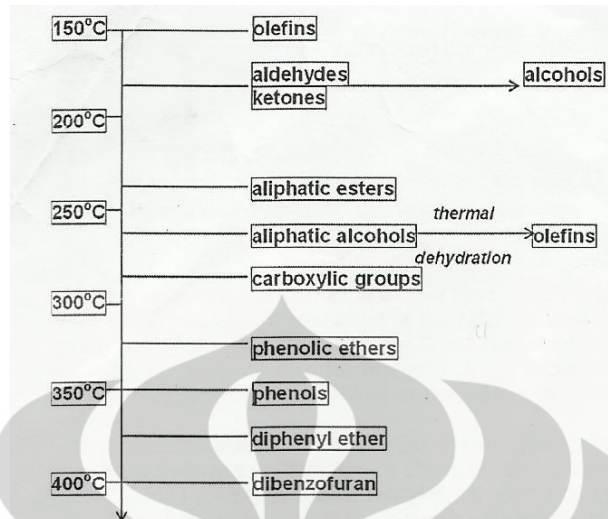 150°C olefins
aldehydes alcohols
ketones
200°C
aliphatic esters
250°C
thermal
aliphatic alcohols olefins
dehydration
carboxylic groups
300°C
phenolic ethers
350°C phenols
diphenyl ether
400°C dibenzofuran